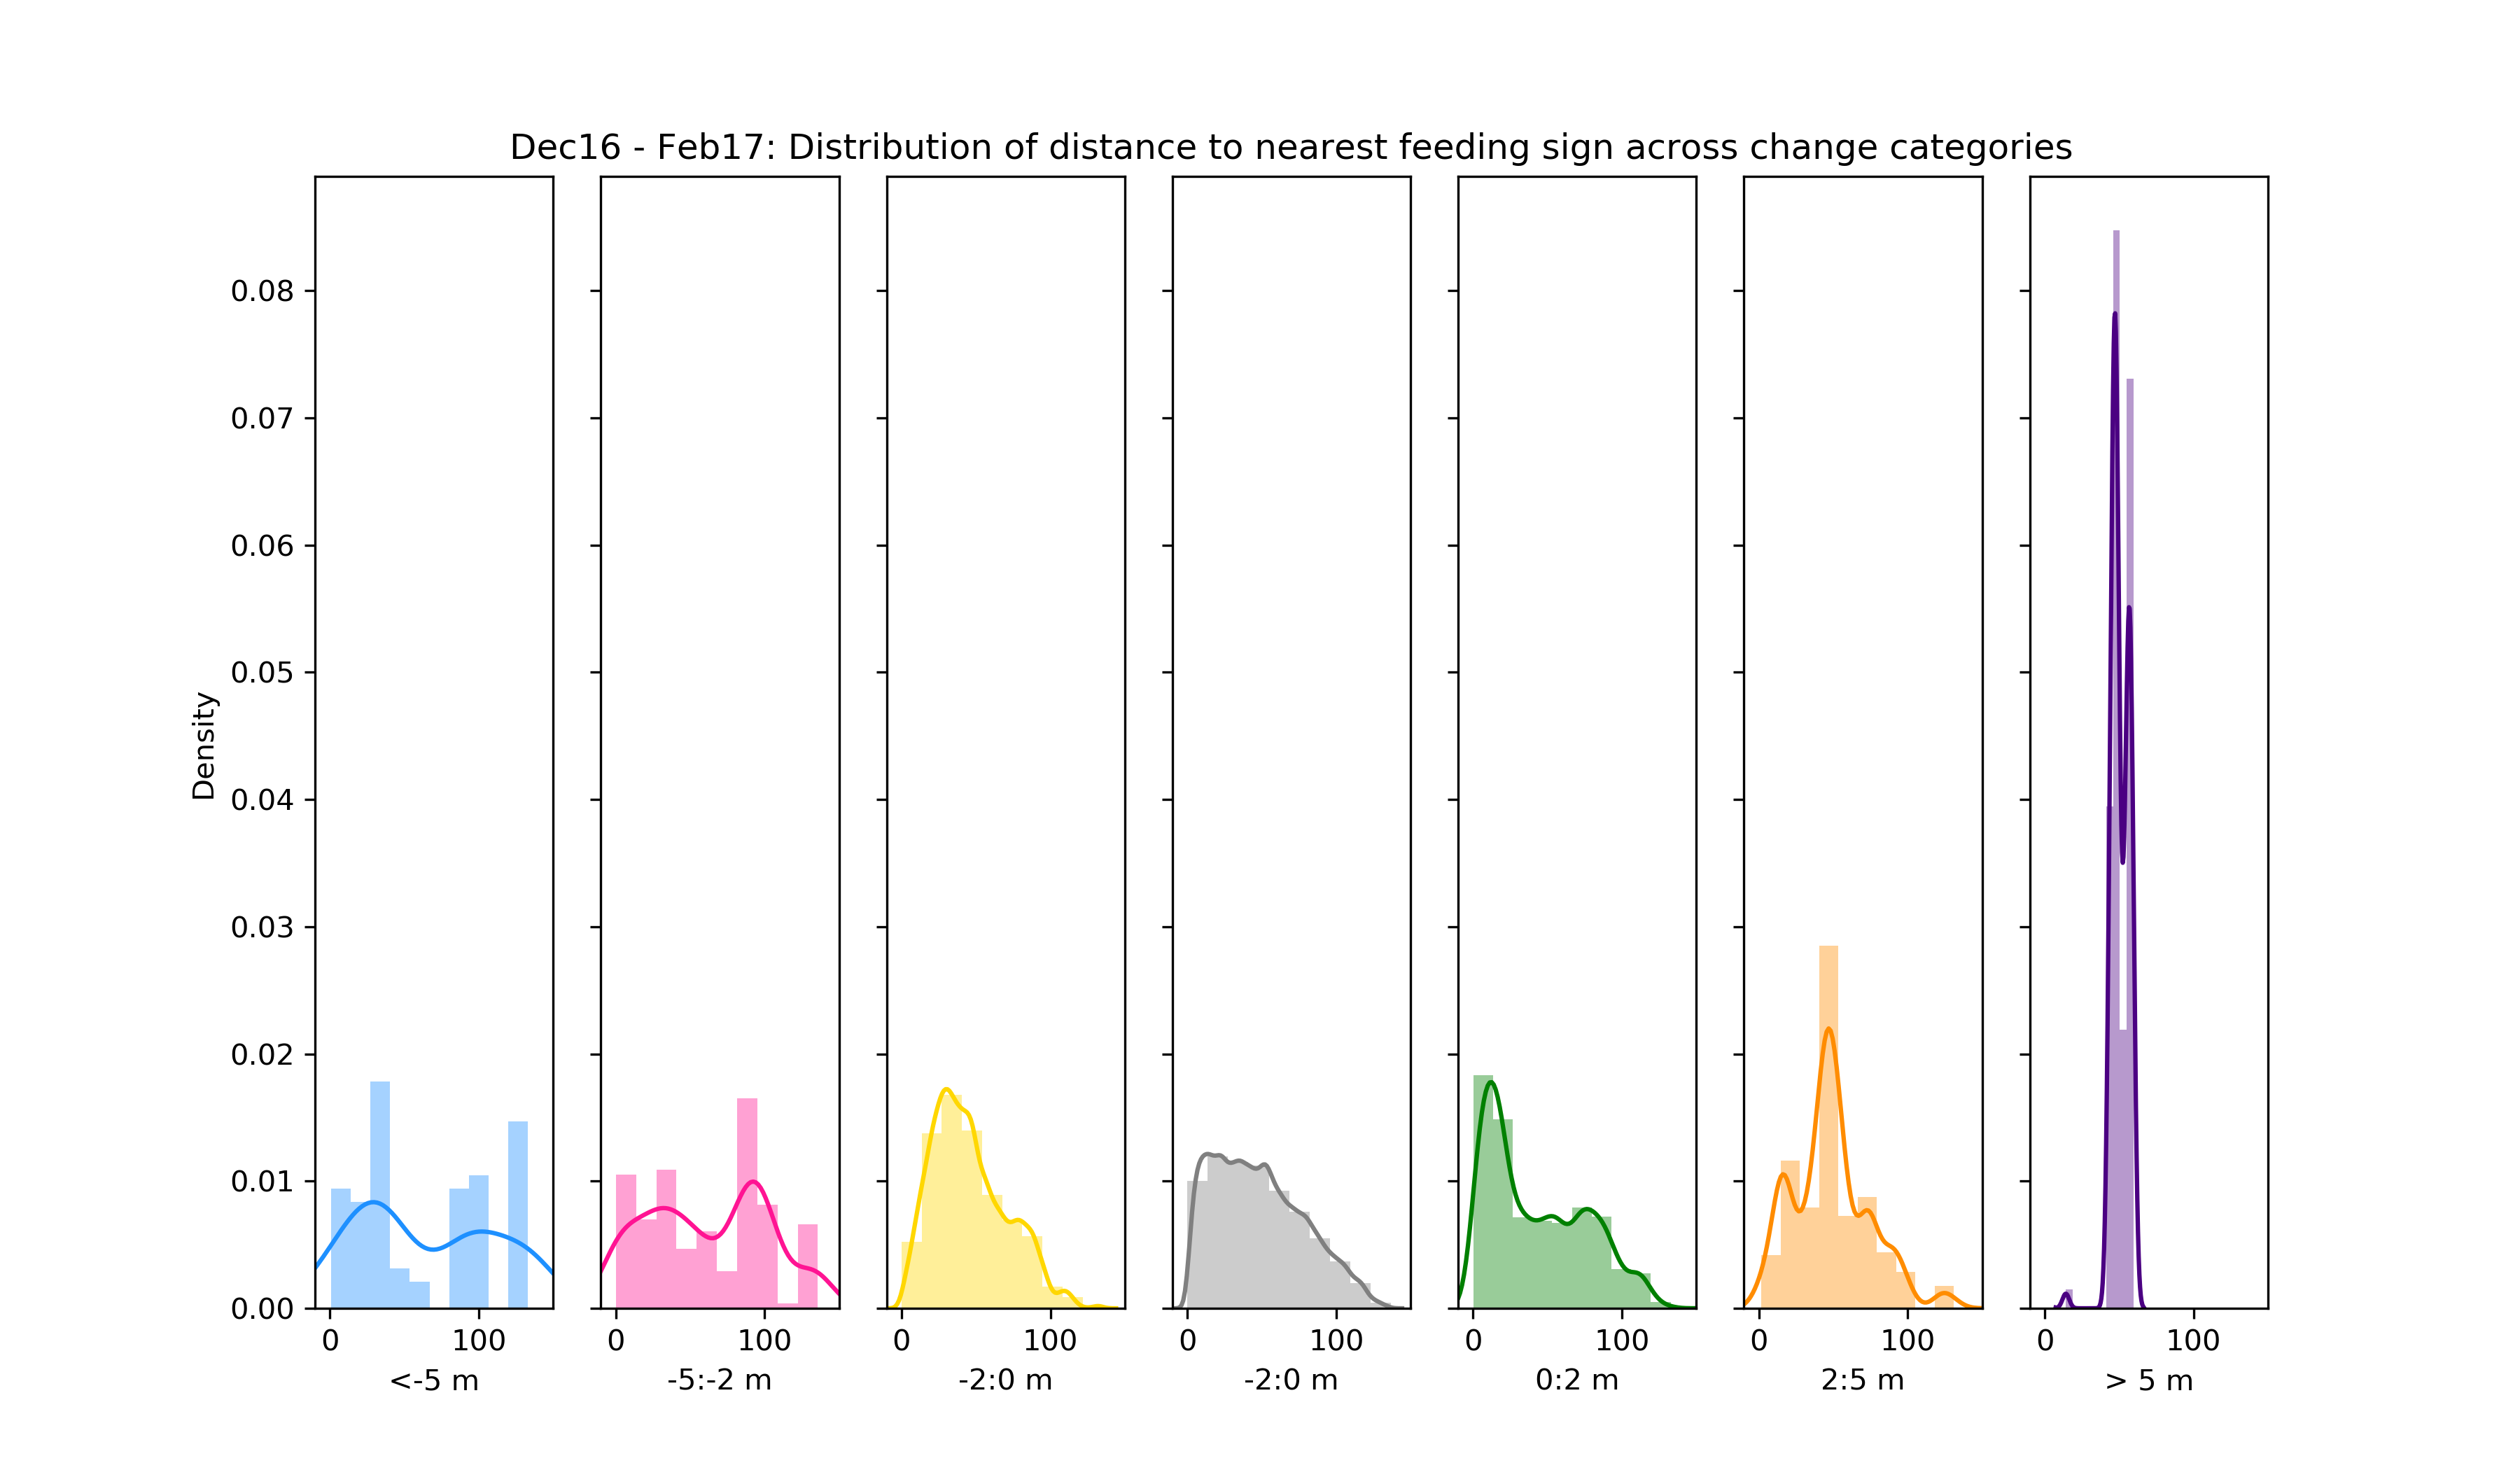 Dec16 - Feb17: Distribution of distance to nearest feeding sign across change categories
Density
0.08
0.07
0.06
0.05
0.04
0.03
0.02
0.01
0.00
0 100 0 100 0 100 0 100 0 100 0 100 0 100
<-5 m -5:-2 m -2:0 m -2:0 m 0:2 m 2:5 m > 5 m